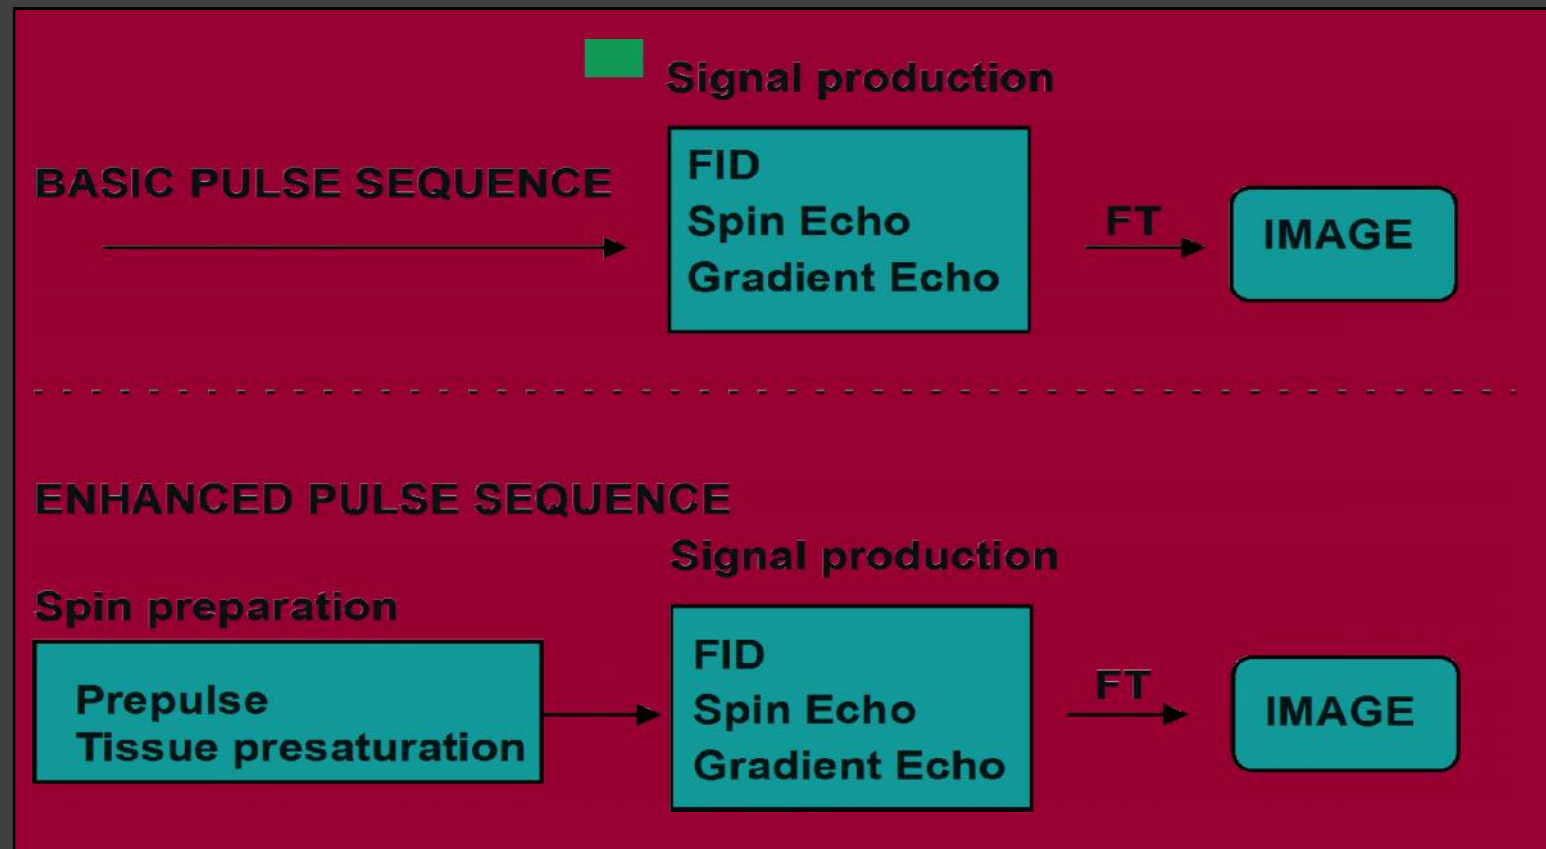 Signal production
BASIC PULSE SEQUENCE
FID
Spin Echo
Gradient Echo
FT
IMAGE
ENHANCED PULSE SEQUENCE
Signal production
Spin preparation
Prepulse
Tissue presaturation
FID
Spin Echo
Gradient Echo
FT
IMAGE